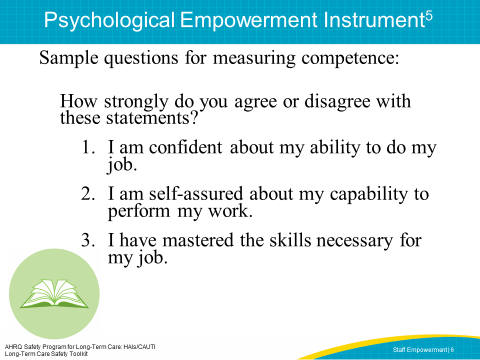 Psychological Empowerment Instrument5
Sample questions for measuring competence:
How strongly do you agree or disagree with
these statements?
1. I am confident about my ability to do my
job.
2. I am self-assured about my capability to
perform my work.
3. I have mastered the skills necessary for
my job.
AHRQ Safety Program for Long-Term Care: HAIs/CAUTI
Long-Term Care Safety Toolkit
Staff Empowerment | 6